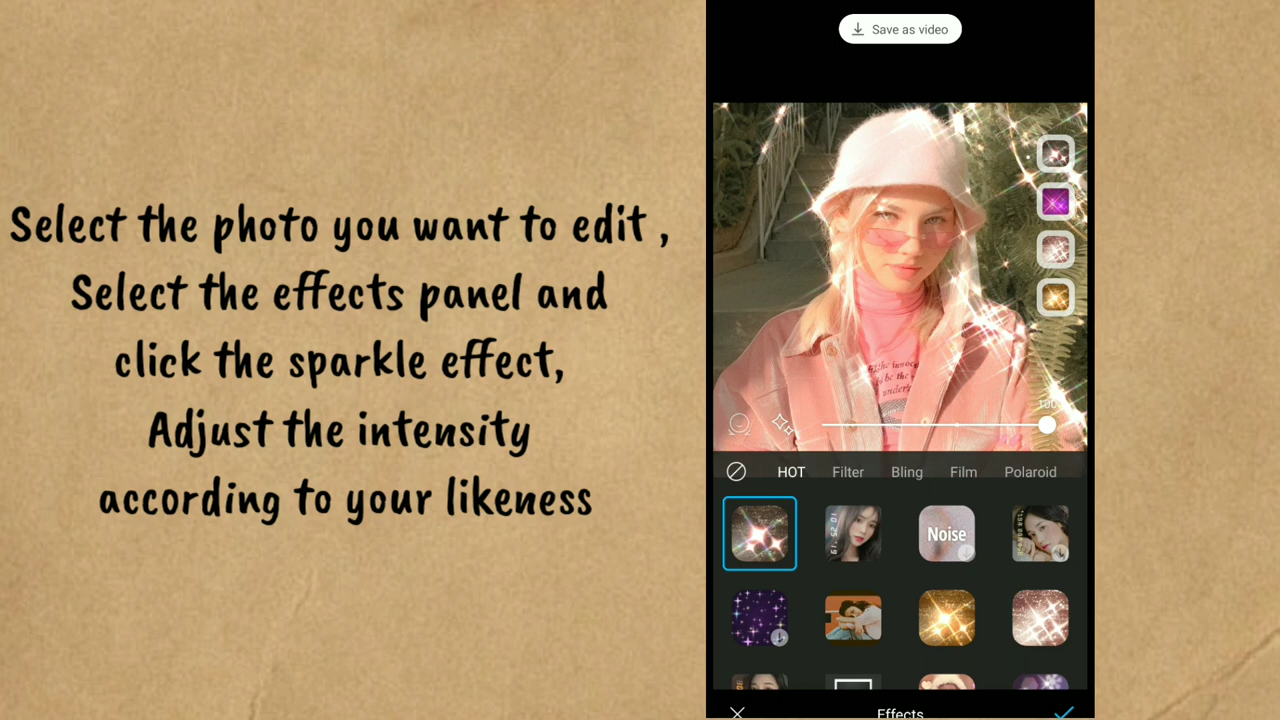 Select the photo you want to edit ,
Select the effects panel and
click the sparkle effect,
Adjust the intensity
according to your likeness
Save as video
100
HOT Filter Bling Film Polaroid
Noise
Effects